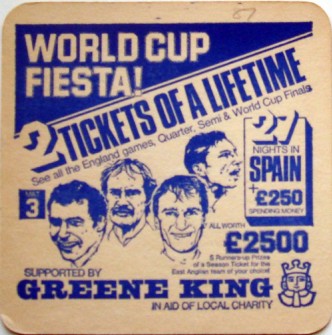 WORLD CUP
FIESTA!
2 TICKETS OF A LIFETIME
See all the England games, Quarter, Semi & World Cup Finals
27
NIGHTS IN
SPAIN
+£250
SPENDING MONEY
MAT
3
ALL WORTH
£2500
5 Runners-up Prizes
of a Season Ticket for the
East Anglian team of your choice!
SUPPORTED BY
GREENE KING
IN AID OF LOCAL CHARITY